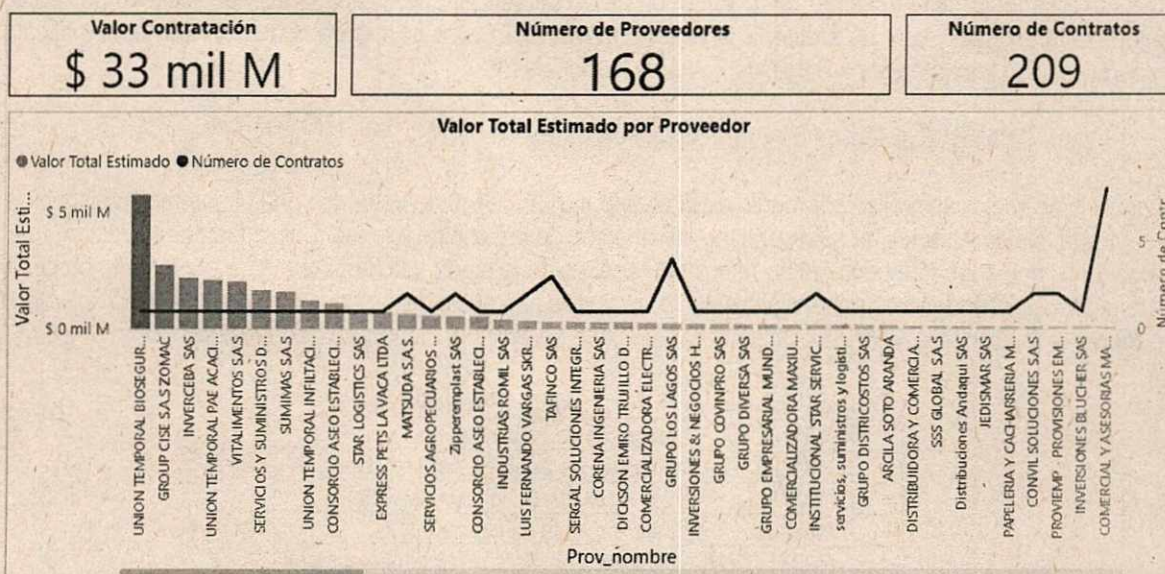 Valor Contratación
$ 33 mil M
Número de Proveedores
168
Número de Contratos
209
Valor Total Estimado por Proveedor
Valor Total Estimado Número de Contratos
Valor Total Esti...
$ 5 mil M
$ 0 mil M
5
0
Número de Contr...
UNION TEMPORAL BIOSEGUR...
GROUP CISE S.A.S ZOMAC
INVERCEBA SAS
UNION TEMPORAL PAE ACACI...
VITALIMENTOS S.A.S
SERVICIOS Y SUMINISTROS D...
SUMIMAS S.A.S
UNION TEMPORAL INFILTACI...
CONSORCIO ASEO ESTABLECI...
STAR LOGISTICS SAS
EXPRESS PETS LA VACA LTDA
MATSUDA S.A.S.
SERVICIOS AGROPECUARIOS ...
Zipperemplast SAS
CONSORCIO ASEO ESTABLECI...
INDUSTRIAS ROMIL SAS
LUIS FERNANDO VARGAS SKR...
TAFINCO SAS
SERGAL SOLUCIONES INTEGR...
CORENA INGENIERIA SAS
DICKSON EMIRO TRUJILLO D...
COMERCIALIZADORA ELECTR...
GRUPO LOS LAGOS SAS
INVERSIONES & NEGOCIOS H...
GRUPO COVINPRO SAS
GRUPO DIVERSA SAS
GRUPO EMPRESARIAL MUND...
COMERCIALIZADORA MAXIU...
INSTITUCIONAL STAR SERVIC...
servicios, suministros y logisti...
GRUPO DISTRICOSTOS SAS
ARCILA SOTO ARANDA
DISTRIBUIDORA Y COMERCIA...
SSS GLOBAL S.A.S
Distribudones Andaqui SAS
JEDISMAR SAS
PAPELERIA Y CACHARRERIA M...
CONVIL SOLUCIONES S.A.S
PROVIEMP - PROVISIONES EM...
INVERSIONES BLUCHER SAS
COMERCIAL Y ASESORIAS MA...
Prov_nombre